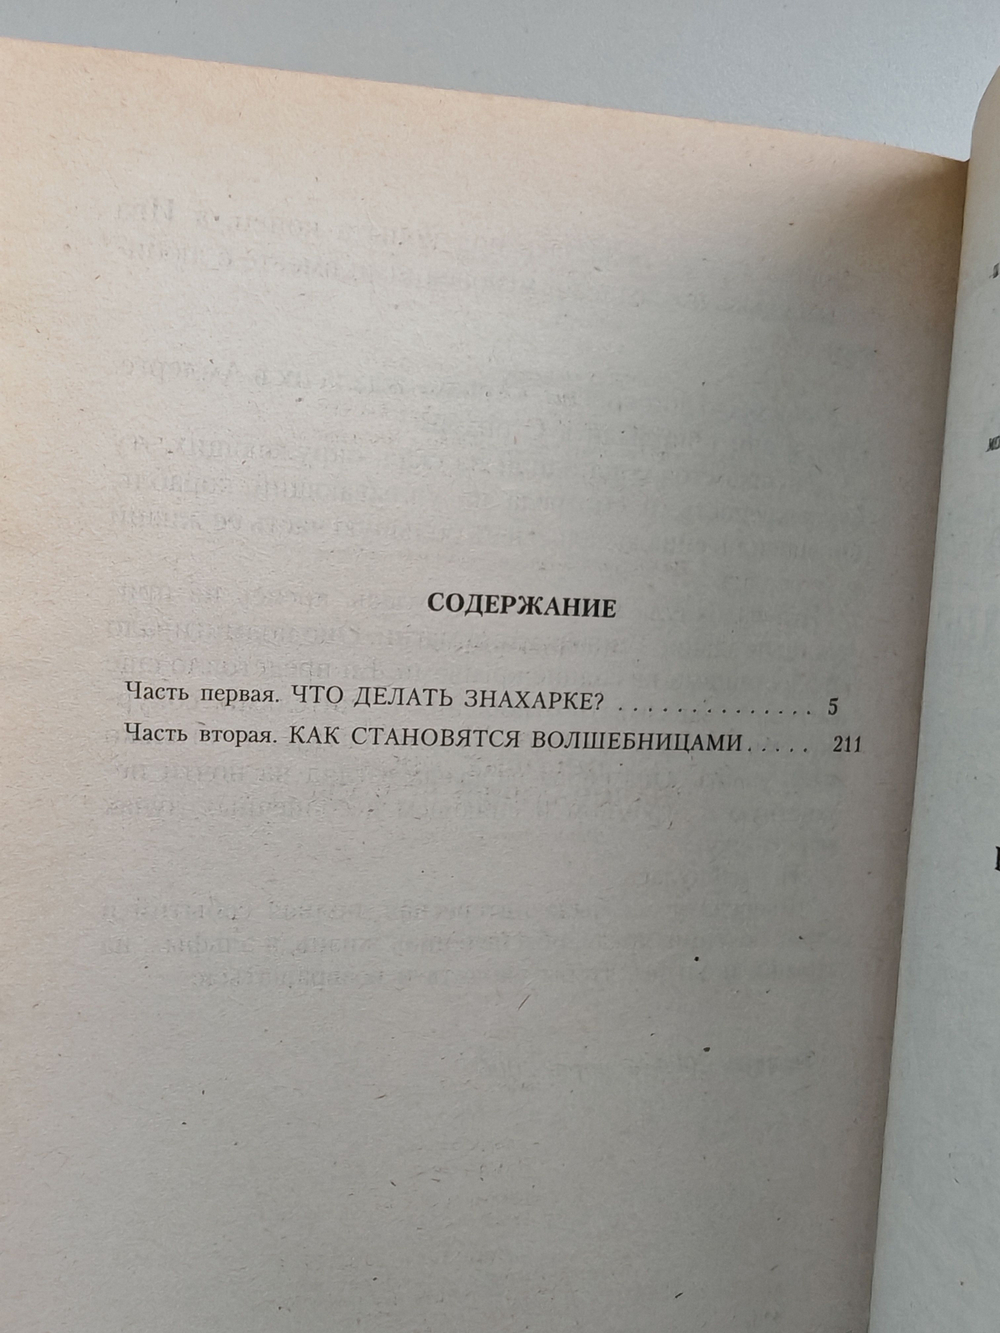 СОДЕРЖАНИЕ
Часть первая. ЧТО ДЕЛАТЬ ЗНАХАРКЕ? . . . . . . . . . . . . . . 5
Часть вторая. КАК СТАНОВЯТСЯ ВОЛШЕБНИЦАМИ. . . . . 211